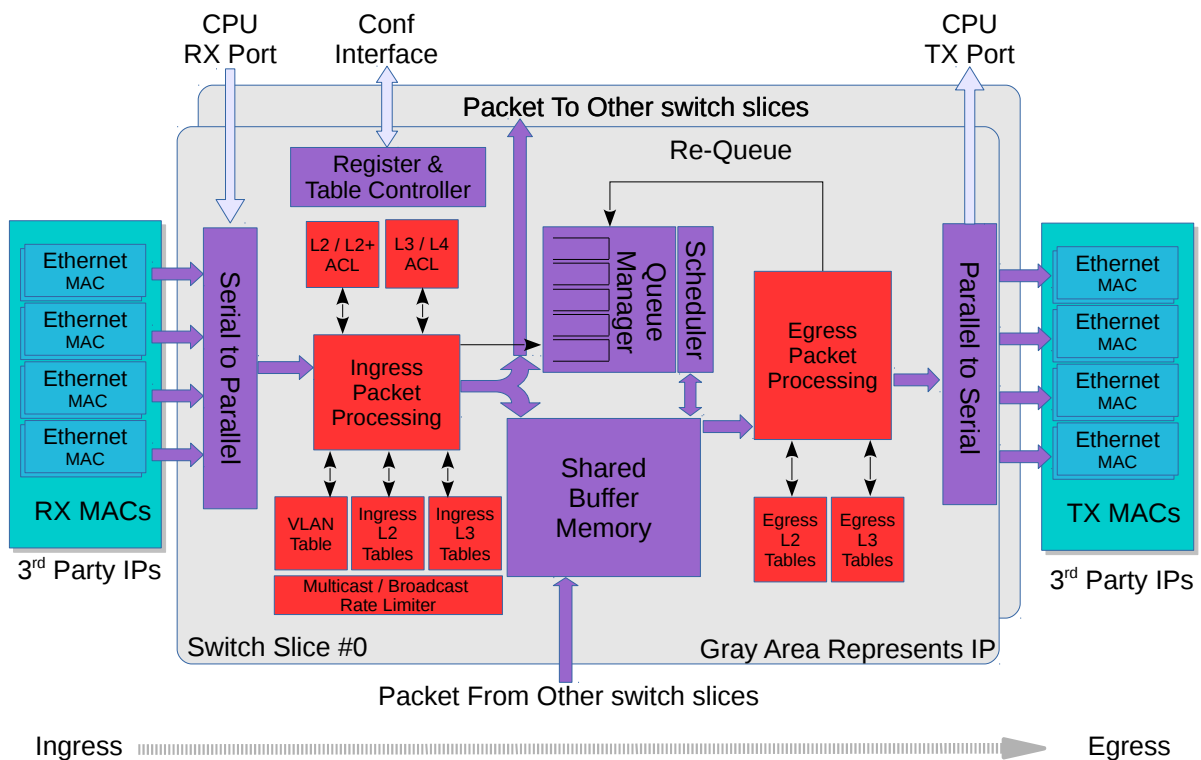 CPU
RX Port
Conf
Interface
CPU
TX Port
Packet To Other switch slices
Re-Queue
Register &
Table Controller
L2 / L2+
ACL
L3 / L4
ACL
Queue
Manager
Scheduler
Ethernet
MAC
Ethernet
MAC
Ethernet
MAC
Ethernet
MAC
RX MACs
3rd Party IPs
Serial to Parallel
Ingress
Packet
Processing
Egress
Packet
Processing
Parallel to Serial
Ethernet
MAC
Ethernet
MAC
Ethernet
MAC
Ethernet
MAC
TX MACs
3rd Party IPs
Shared
Buffer
Memory
VLAN
Table
Ingress
L2
Tables
Ingress
L3
Tables
Multicast / Broadcast
Rate Limiter
Egress
L2
Tables
Egress
L3
Tables
Switch Slice #0
Gray Area Represents IP
Packet From Other switch slices
Ingress
Egress